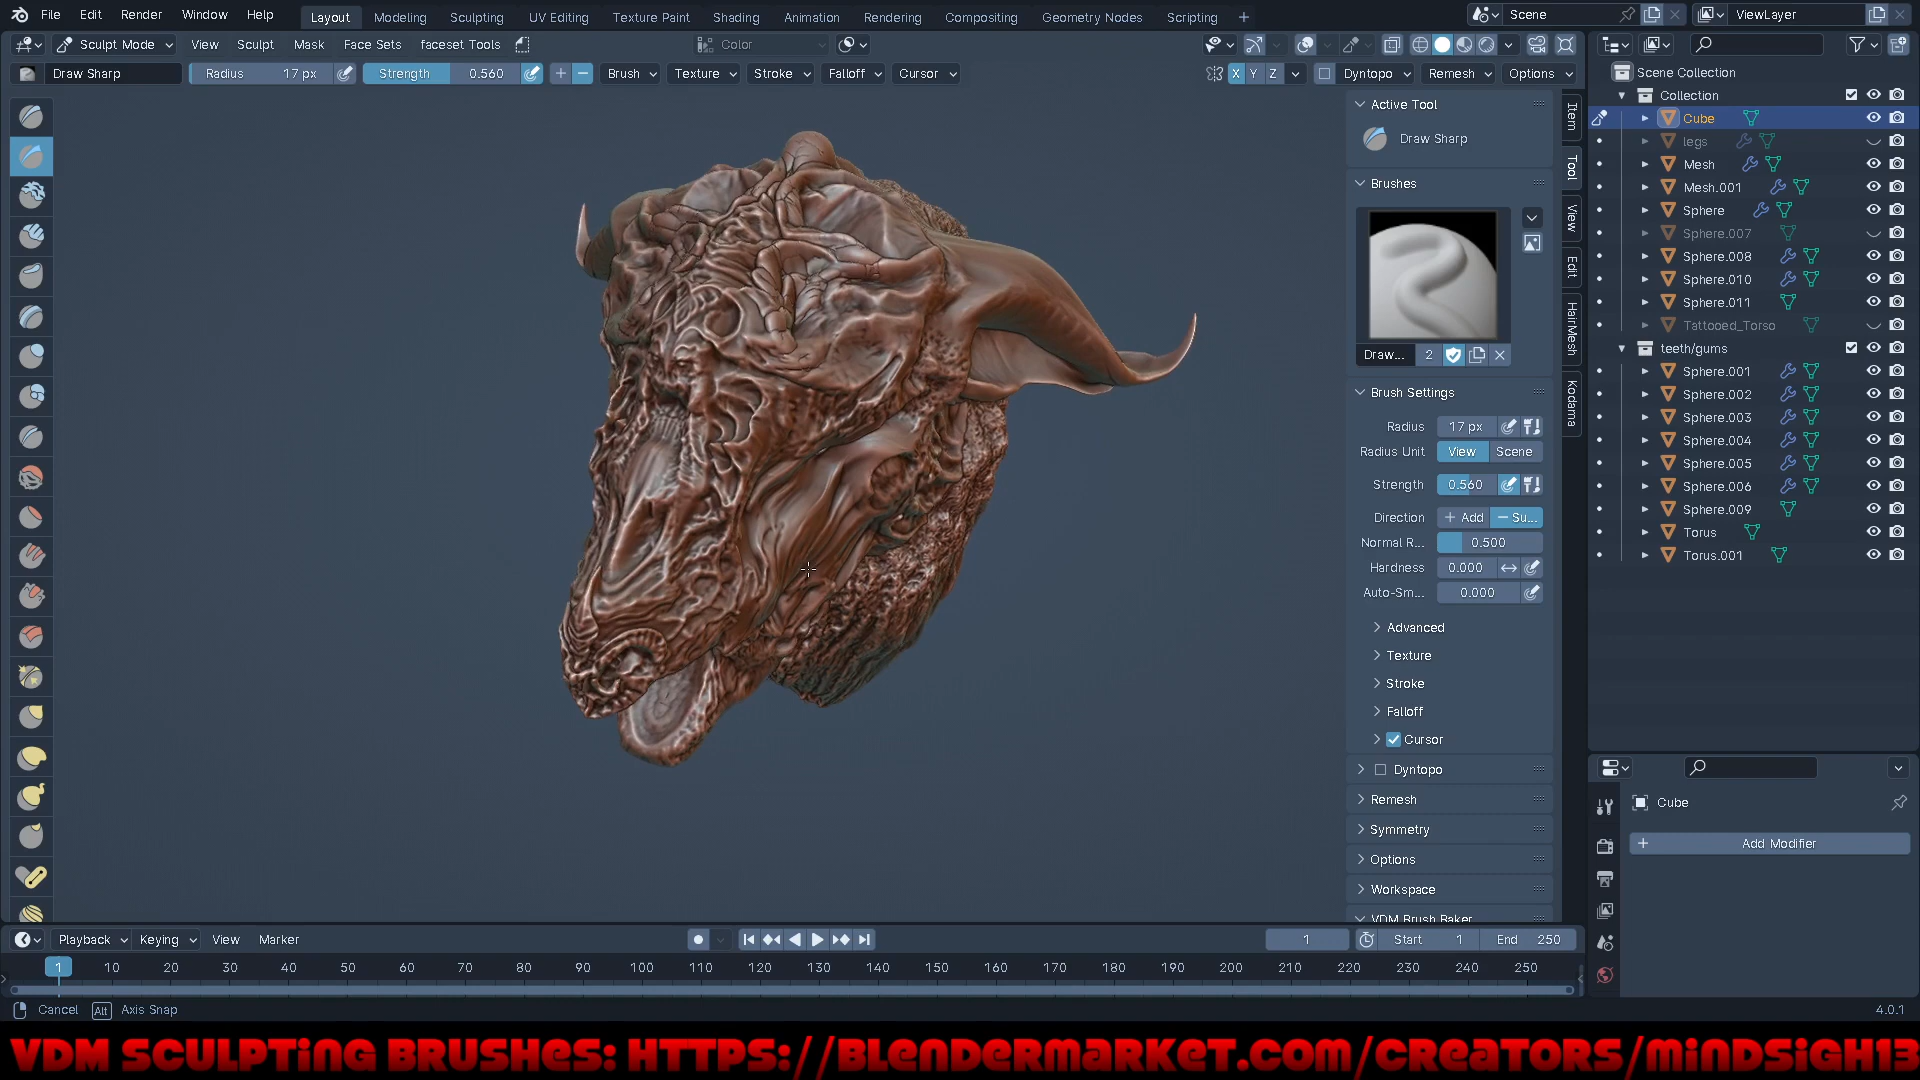 File Edit Render Window Help Layout Modeling Sculpting UV Editing Texture Paint Shading Animation Rendering Compositing Geometry Nodes Scripting + Scene ViewLayer
Sculpt Mode View Sculpt Mask Face Sets faceset Tools Color
Draw Sharp Radius 17 px Strength 0.560 + − Brush Texture Stroke Falloff Cursor X Y Z Dyntopo Remesh Options
Active Tool
Draw Sharp
Brushes
Draw... 2
Brush Settings
Radius 17 px
Radius Unit View Scene
Strength 0.560
Direction + Add − Su...
Normal R... 0.500
Hardness 0.000
Auto-Sm... 0.000
Advanced
Texture
Stroke
Falloff
Cursor
Dyntopo
Remesh
Symmetry
Options
Workspace
VDM Brush Baker
Item
Tool
View
Edit
HairMesh
Kodama
Scene Collection
Collection
Cube
legs
Mesh
Mesh.001
Sphere
Sphere.007
Sphere.008
Sphere.010
Sphere.011
Tattooed_Torso
teeth/gums
Sphere.001
Sphere.002
Sphere.003
Sphere.004
Sphere.005
Sphere.006
Sphere.009
Torus
Torus.001
Cube
+ Add Modifier
Playback Keying View Marker 1 Start 1 End 250
1 10 20 30 40 50 60 70 80 90 100 110 120 130 140 150 160 170 180 190 200 210 220 230 240 250
Cancel Alt Axis Snap 4.0.1
VDM SCULPTiNG BRUSHES: HTTPS://BLENDERMARKET.COM/CREATORS/MiNDSiGH13